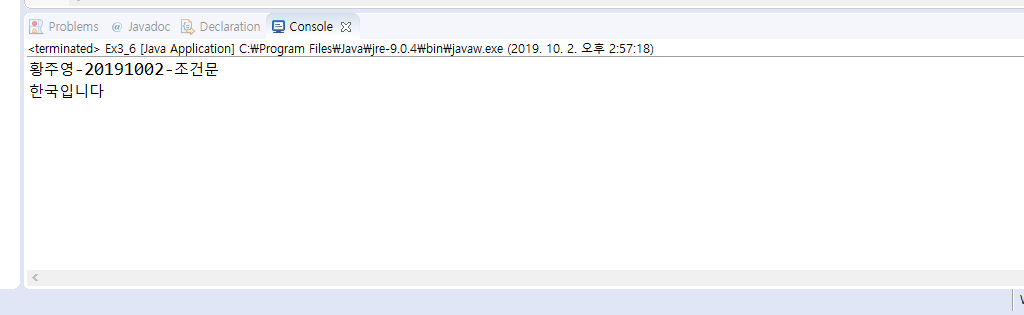 Problems @ Javadoc Declaration Console
<terminated> Ex3_6 [Java Application] C:₩Program Files₩Java₩jre-9.0.4₩bin₩javaw.exe (2019. 10. 2. 오후 2:57:18)
황주영-20191002-조건문
한국입니다